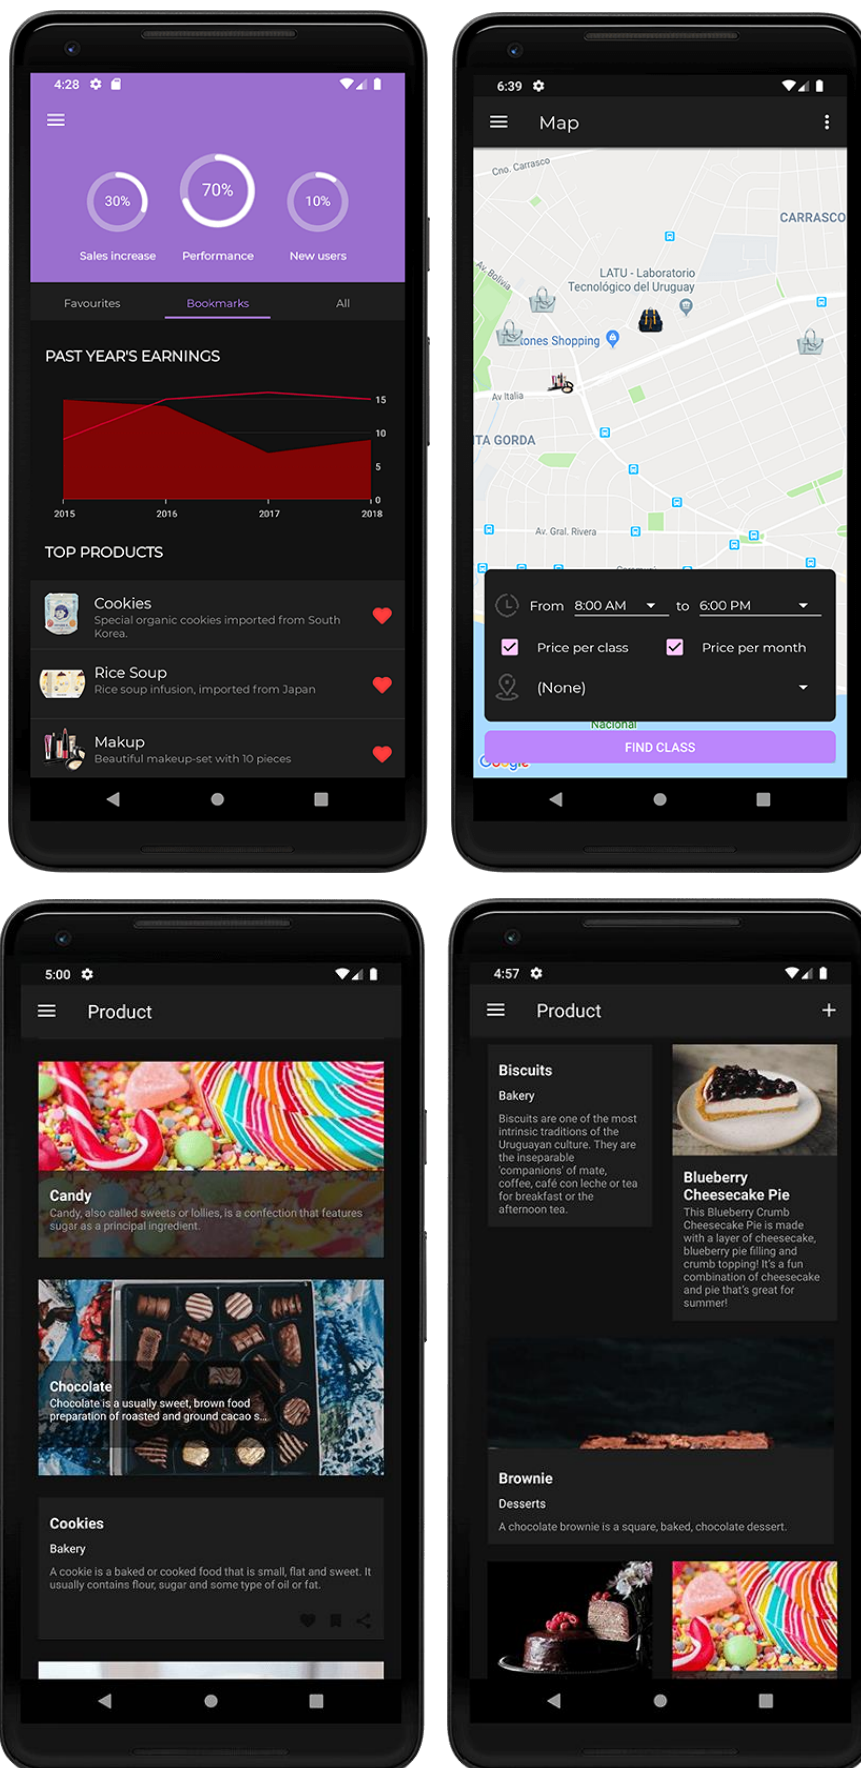 4:28
30%
70%
10%
Sales increase
Performance
New users
Favourites
Bookmarks
All
PAST YEAR'S EARNINGS
15
10
5
0
2015
2016
2017
2018
TOP PRODUCTS
Cookies
Special organic cookies imported from South
Korea.
Rice Soup
Rice soup infusion, imported from Japan
Makup
Beautiful makeup-set with 10 pieces
6:39
Map
Cno. Carrasco
CARRASCO
Av. Bolivia
LATU - Laboratorio
Tecnológico del Uruguay
tones Shopping
Av Italia
TA GORDA
Av. Gral. Rivera
From 8:00 AM to 6:00 PM
Price per class
Price per month
(None)
Nacional
FIND CLASS
Google
5:00
Product
Candy
Candy, also called sweets or lollies, is a confection that features
sugar as a principal ingredient.
Chocolate
Chocolate is a usually sweet, brown food
preparation of roasted and ground cacao s...
Cookies
Bakery
A cookie is a baked or cooked food that is small, flat and sweet. It
usually contains flour, sugar and some type of oil or fat.
4:57
Product
Biscuits
Bakery
Biscuits are one of the most
intrinsic traditions of the
Uruguayan culture. They are
the inseparable
'companions' of mate,
coffee, café con leche or tea
for breakfast or the
afternoon tea.
Blueberry
Cheesecake Pie
This Blueberry Crumb
Cheesecake Pie is made
with a layer of cheesecake,
blueberry pie filling and
crumb topping! It's a fun
combination of cheesecake
and pie that's great for
summer!
Brownie
Desserts
A chocolate brownie is a square, baked, chocolate dessert.